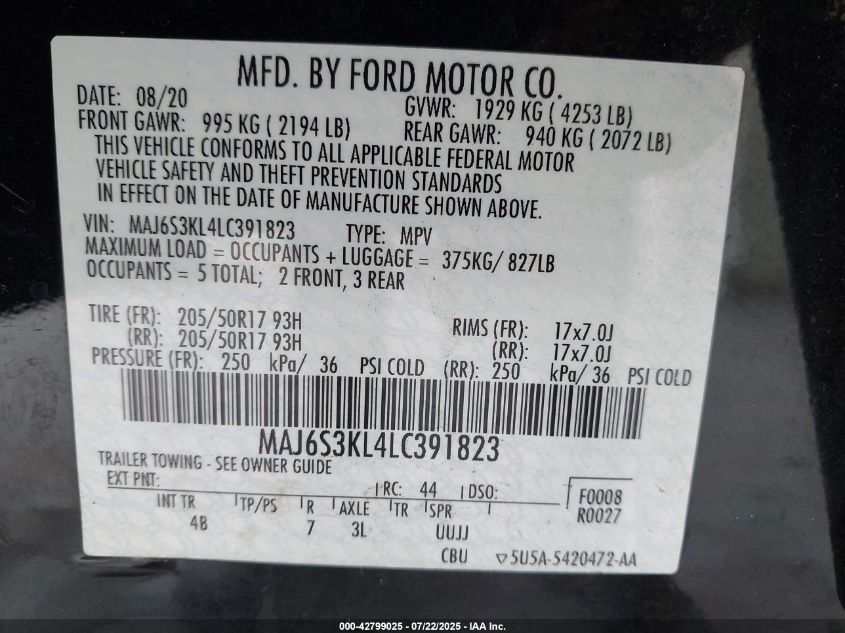 MFD. BY FORD MOTOR CO.
DATE: 08/20 GVWR: 1929 KG ( 4253 LB)
FRONT GAWR: 995 KG ( 2194 LB) REAR GAWR: 940 KG ( 2072 LB)
THIS VEHICLE CONFORMS TO ALL APPLICABLE FEDERAL MOTOR
VEHICLE SAFETY AND THEFT PREVENTION STANDARDS
IN EFFECT ON THE DATE OF MANUFACTURE SHOWN ABOVE.
VIN: MAJ6S3KL4LC391823 TYPE: MPV
MAXIMUM LOAD = OCCUPANTS + LUGGAGE = 375KG/ 827LB
OCCUPANTS = 5 TOTAL; 2 FRONT, 3 REAR
TIRE (FR): 205/50R17 93H RIMS (FR): 17x7.0J
(RR): 205/50R17 93H (RR): 17x7.0J
PRESSURE (FR): 250 kPa/ 36 PSI COLD (RR): 250 kPa/ 36 PSI COLD
MAJ6S3KL4LC391823
TRAILER TOWING - SEE OWNER GUIDE
EXT PNT: RC: 44 DSO: F0008
R0027
INT TR TP/PS R AXLE TR SPR
4B 7 3L UUJJ
CBU ▽5U5A-5420472-AA
000-42799025 - 07/22/2025 - IAA Inc.